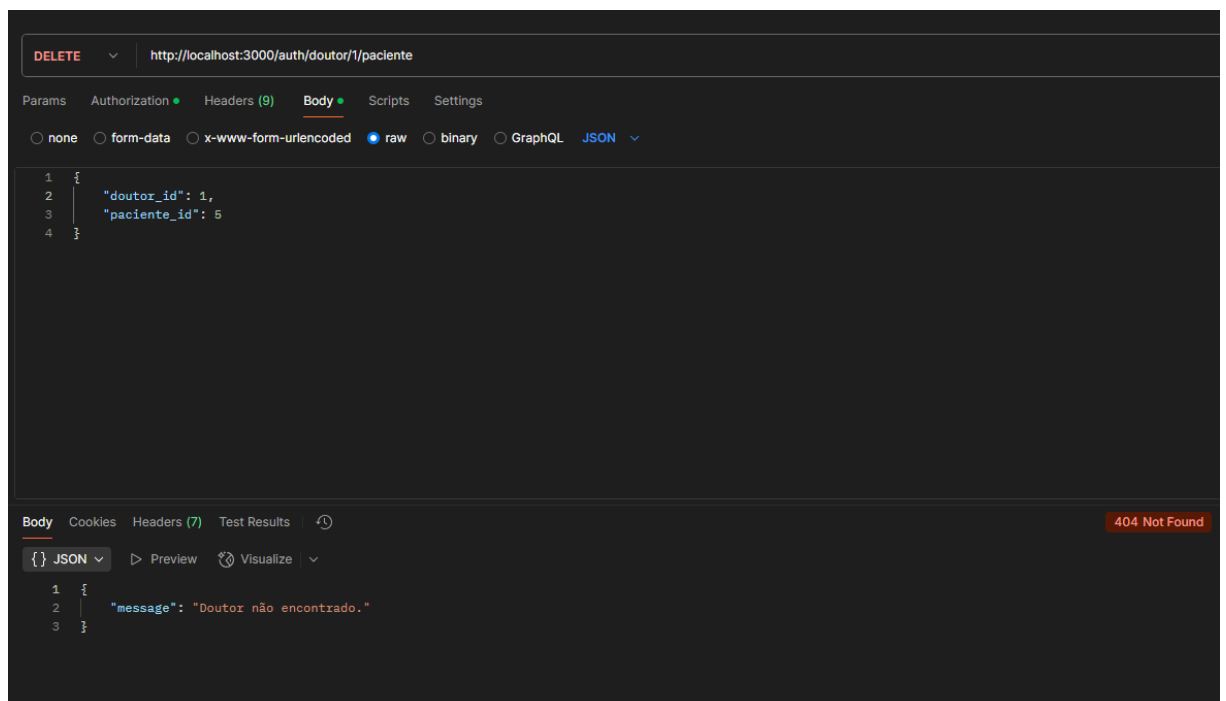 DELETE http://localhost:3000/auth/doutor/1/paciente
Params Authorization Headers (9) Body Scripts Settings
none form-data x-www-form-urlencoded raw binary GraphQL JSON
1 {
2 "doutor_id": 1,
3 "paciente_id": 5
4 }
Body Cookies Headers (7) Test Results 404 Not Found
{} JSON Preview Visualize
1 {
2 "message": "Doutor não encontrado."
3 }